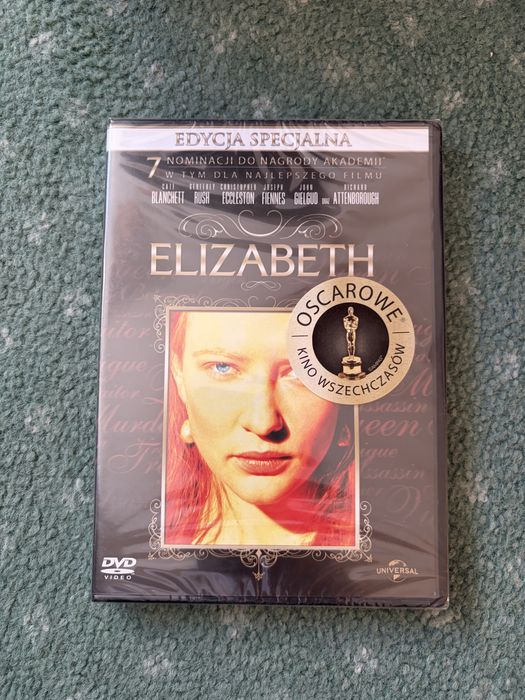 EDYCJA SPECJALNA
7 NOMINACJI DO NAGRODY AKADEMII
W TYM DLA NAJLEPSZEGO FILMU
CATE BLANCHETT GEOFFREY RUSH CHRISTOPHER ECCLESTON JOSEPH FIENNES JOHN GIELGUD ORAZ RICHARD ATTENBOROUGH
ELIZABETH
OSCAROWE®
KINO WSZECHCZASÓW
DVD
VIDEO
UNIVERSAL